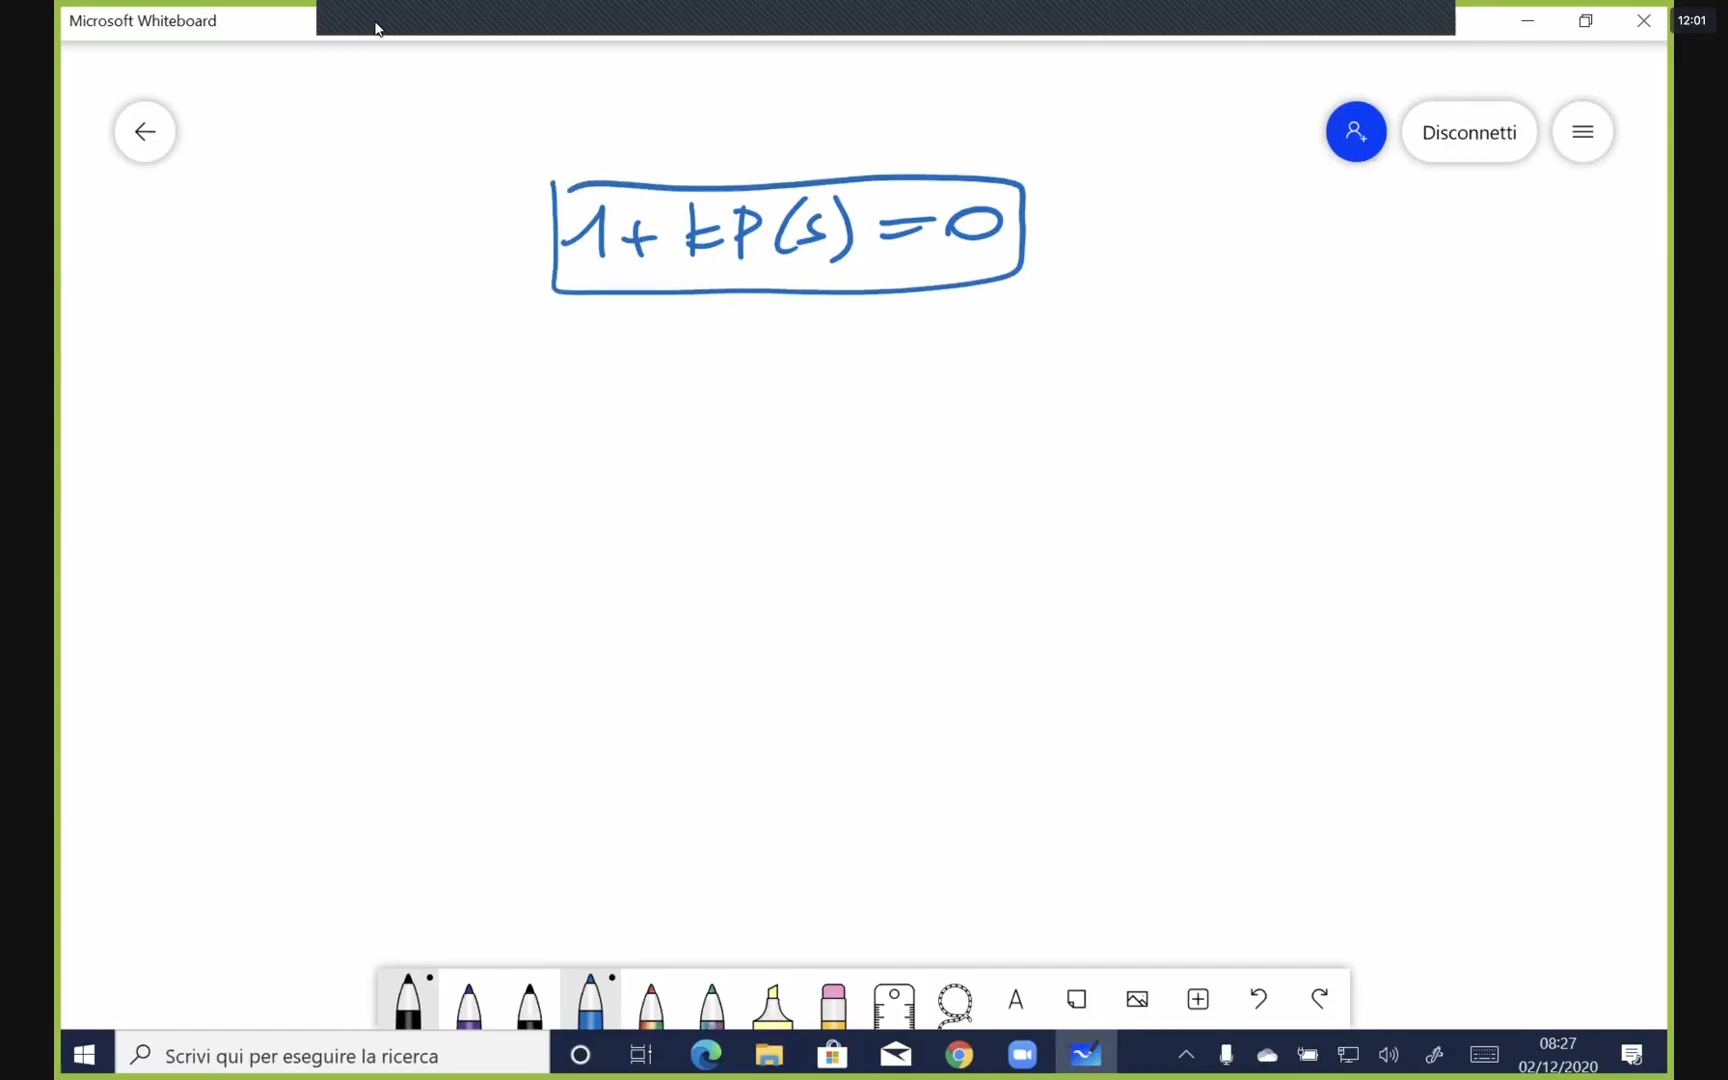 Microsoft Whiteboard
12:01
Disconnetti
1 + kP(s) = 0
A
Scrivi qui per eseguire la ricerca
08:27
02/12/2020